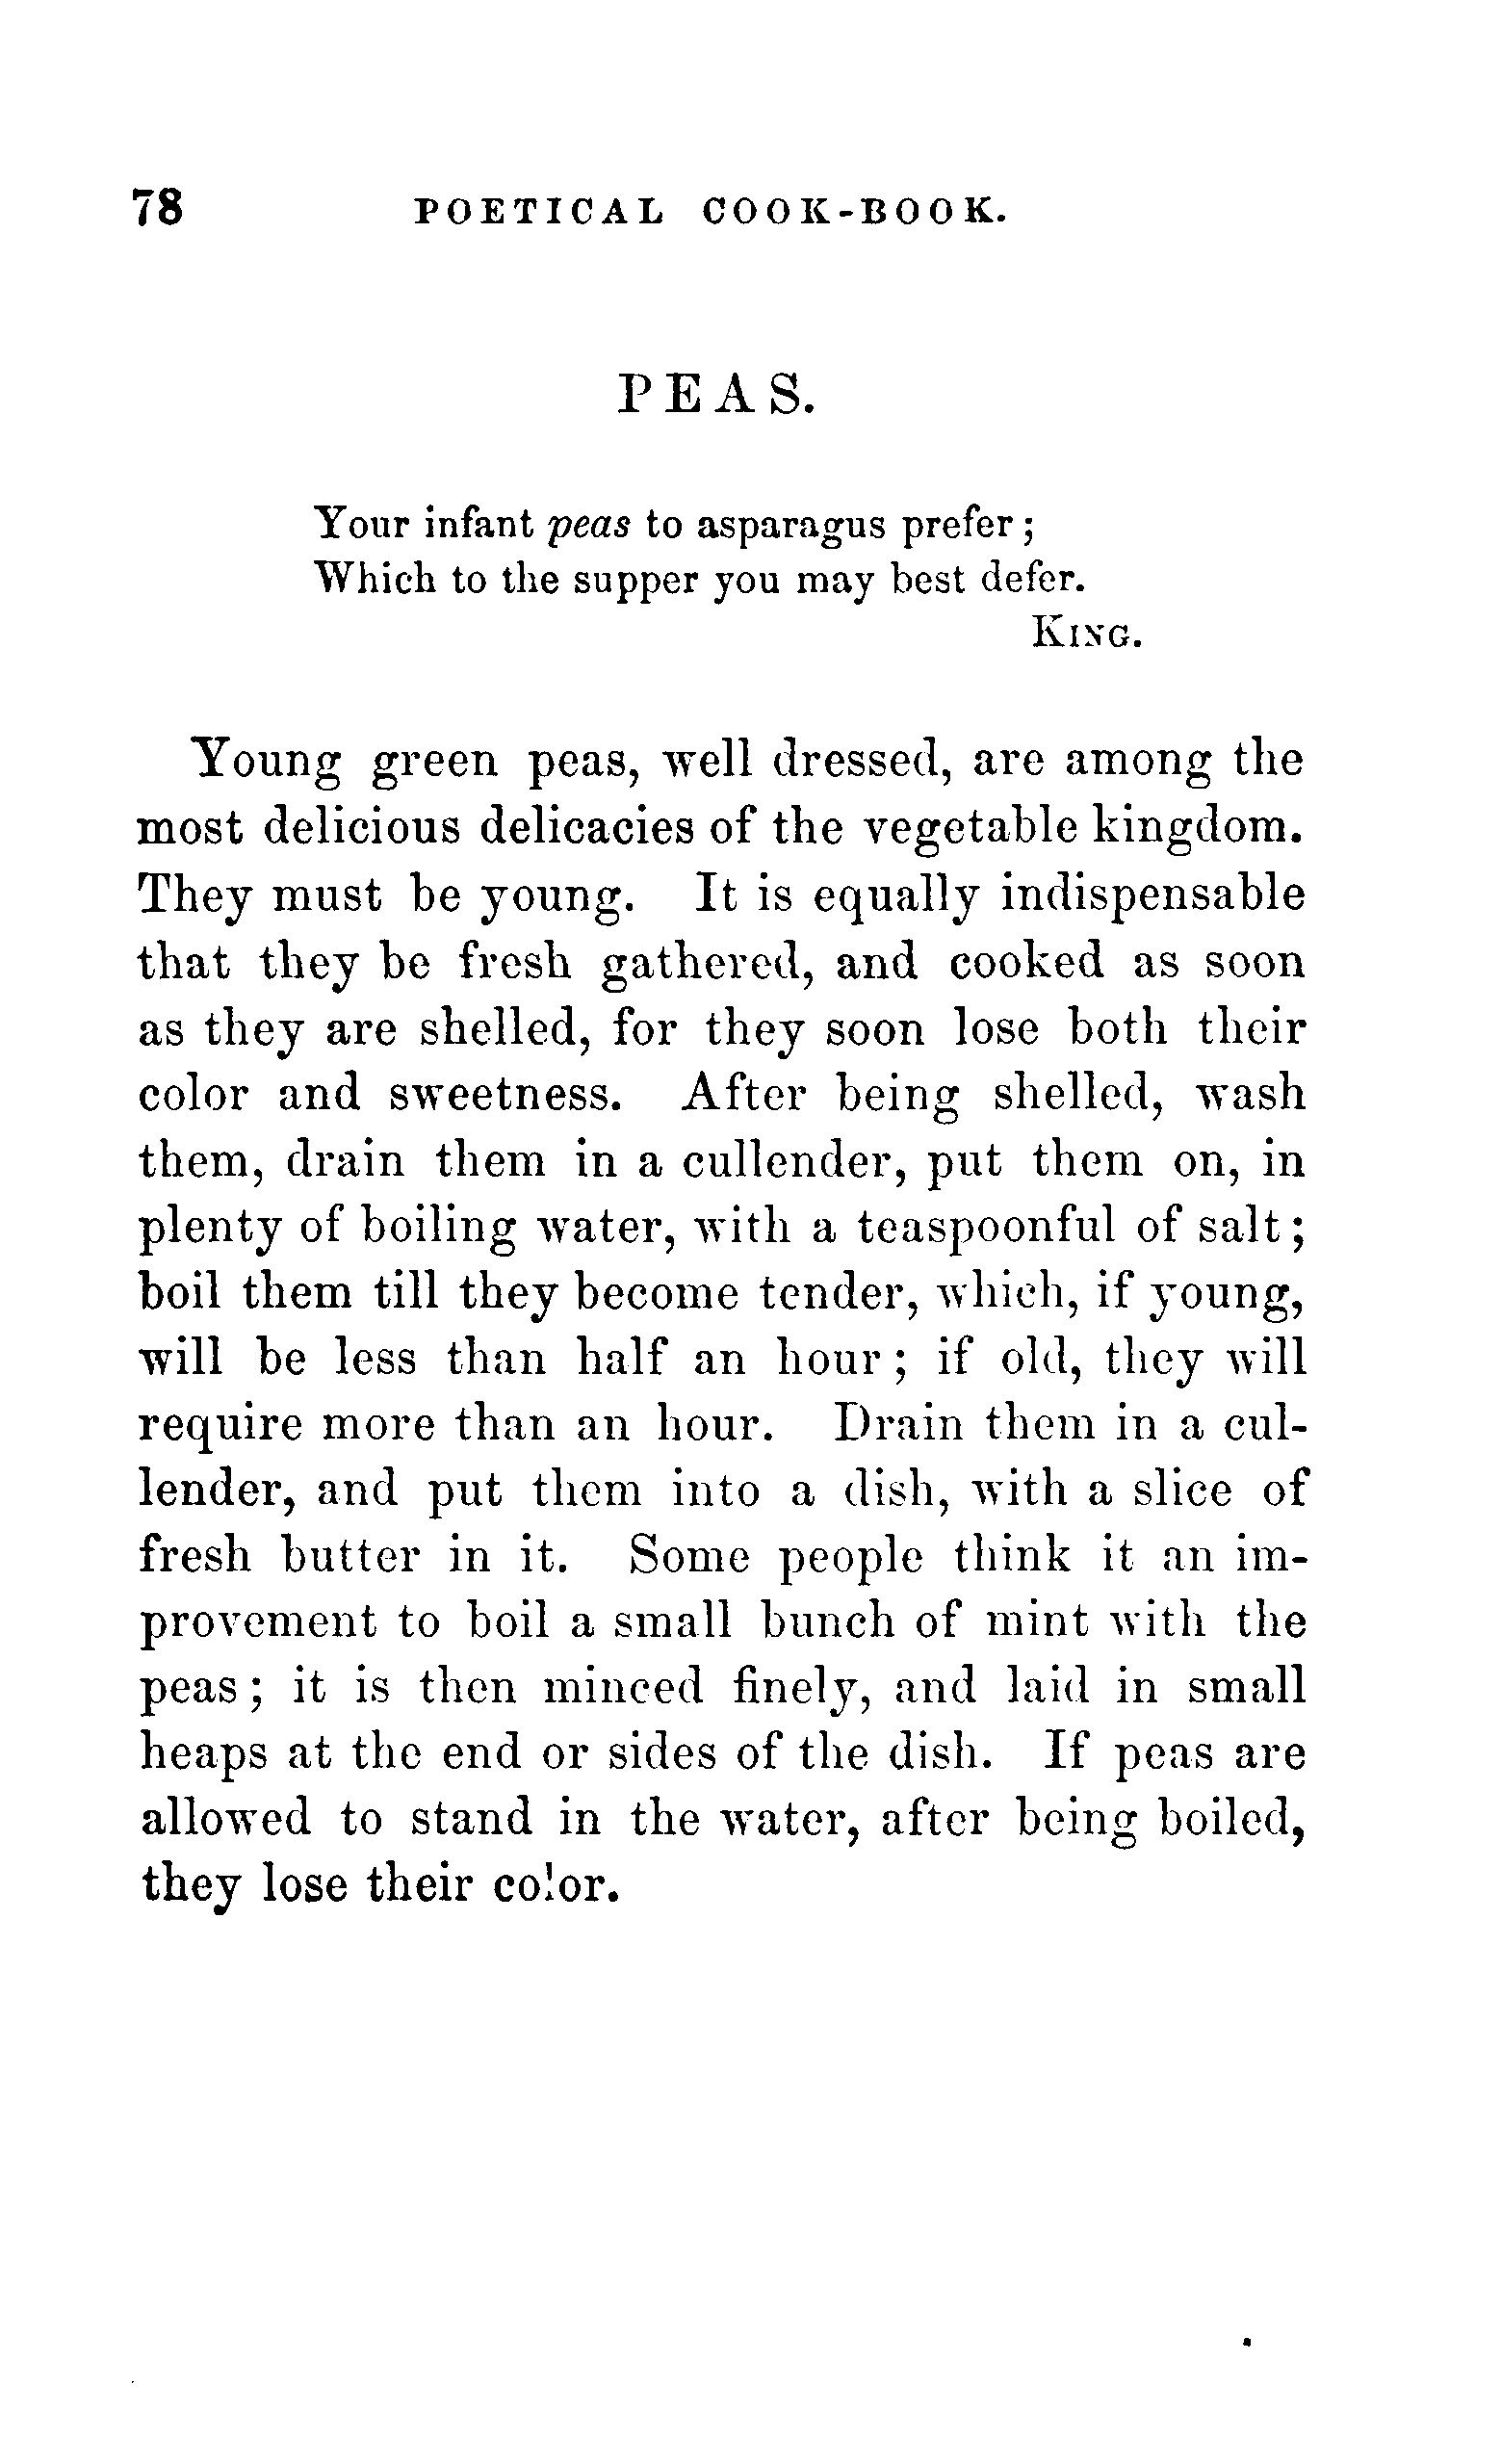 78 POETICAL COOK-BOOK.
PEAS.
Your infant peas to asparagus prefer;
Which to the supper you may best defer.
KING.
Young green peas, well dressed, are among the
most delicious delicacies of the vegetable kingdom.
They must be young. It is equally indispensable
that they be fresh gathered, and cooked as soon
as they are shelled, for they soon lose both their
color and sweetness. After being shelled, wash
them, drain them in a cullender, put them on, in
plenty of boiling water, with a teaspoonful of salt;
boil them till they become tender, which, if young,
will be less than half an hour; if old, they will
require more than an hour. Drain them in a cul-
lender, and put them into a dish, with a slice of
fresh butter in it. Some people think it an im-
provement to boil a small bunch of mint with the
peas; it is then minced finely, and laid in small
heaps at the end or sides of the dish. If peas are
allowed to stand in the water, after being boiled,
they lose their color.